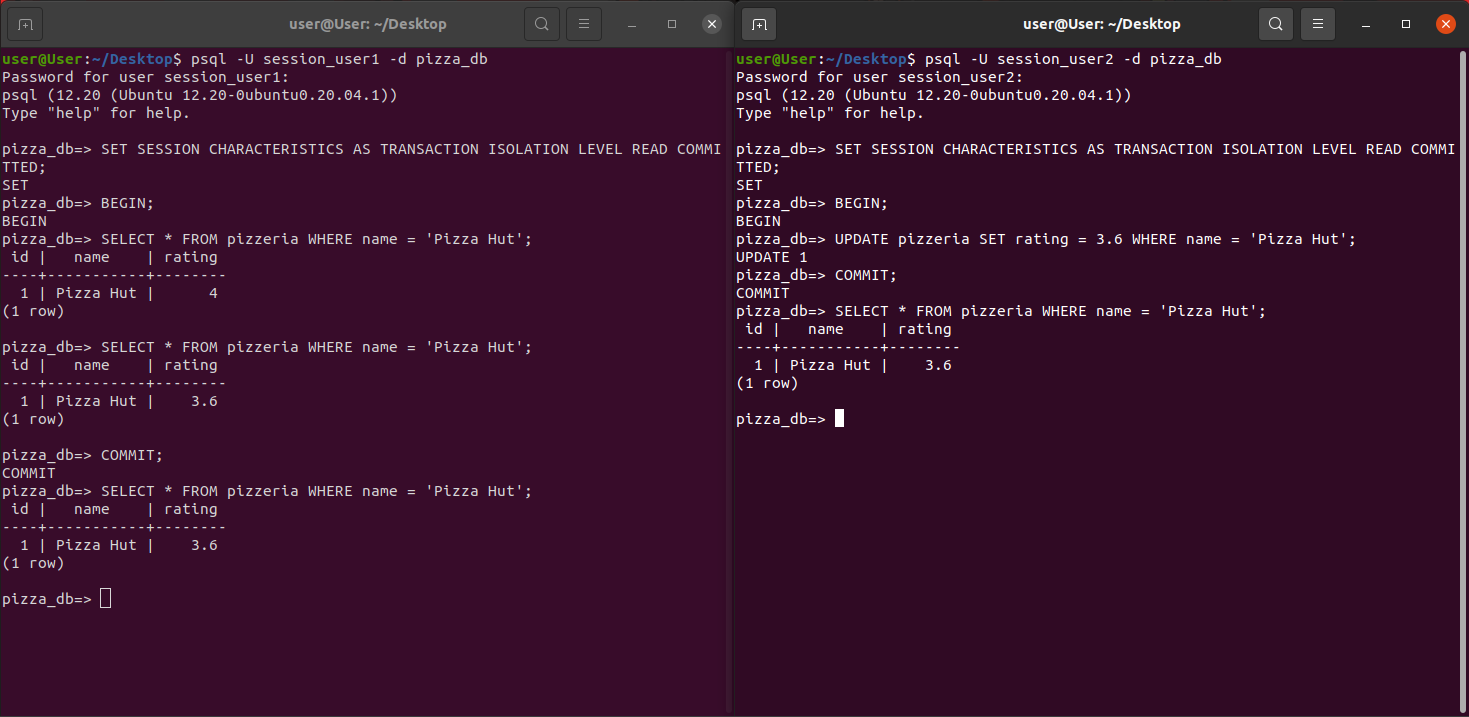 user@User: ~/Desktop
user@User:~/Desktop$ psql -U session_user1 -d pizza_db
Password for user session_user1:
psql (12.20 (Ubuntu 12.20-0ubuntu0.20.04.1))
Type "help" for help.
pizza_db=> SET SESSION CHARACTERISTICS AS TRANSACTION ISOLATION LEVEL READ COMMI
TTED;
SET
pizza_db=> BEGIN;
BEGIN
pizza_db=> SELECT * FROM pizzeria WHERE name = 'Pizza Hut';
 id |   name    | rating
----+-----------+--------
  1 | Pizza Hut |      4
(1 row)
pizza_db=> SELECT * FROM pizzeria WHERE name = 'Pizza Hut';
 id |   name    | rating
----+-----------+--------
  1 | Pizza Hut |    3.6
(1 row)
pizza_db=> COMMIT;
COMMIT
pizza_db=> SELECT * FROM pizzeria WHERE name = 'Pizza Hut';
 id |   name    | rating
----+-----------+--------
  1 | Pizza Hut |    3.6
(1 row)
pizza_db=>
user@User: ~/Desktop
user@User:~/Desktop$ psql -U session_user2 -d pizza_db
Password for user session_user2:
psql (12.20 (Ubuntu 12.20-0ubuntu0.20.04.1))
Type "help" for help.
pizza_db=> SET SESSION CHARACTERISTICS AS TRANSACTION ISOLATION LEVEL READ COMMI
TTED;
SET
pizza_db=> BEGIN;
BEGIN
pizza_db=> UPDATE pizzeria SET rating = 3.6 WHERE name = 'Pizza Hut';
UPDATE 1
pizza_db=> COMMIT;
COMMIT
pizza_db=> SELECT * FROM pizzeria WHERE name = 'Pizza Hut';
 id |   name    | rating
----+-----------+--------
  1 | Pizza Hut |    3.6
(1 row)
pizza_db=>